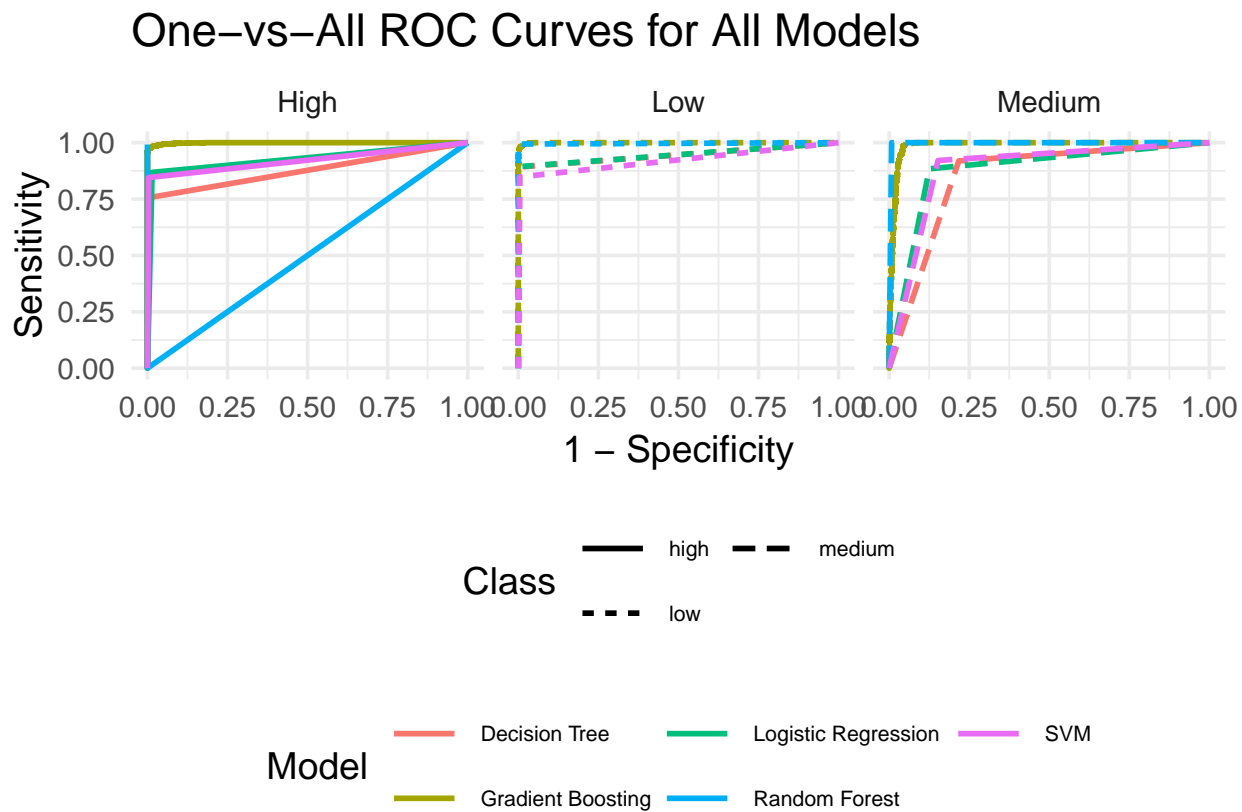 One−vs−All ROC Curves for All Models
High Low Medium
1.00
0.75
0.50
0.25
0.00
Sensitivity
0.00 0.25 0.50 0.75 1.00 0.00 0.25 0.50 0.75 1.00 0.00 0.25 0.50 0.75 1.00
1 − Specificity
Class
high medium
low
Model
Decision Tree Logistic Regression SVM
Gradient Boosting Random Forest